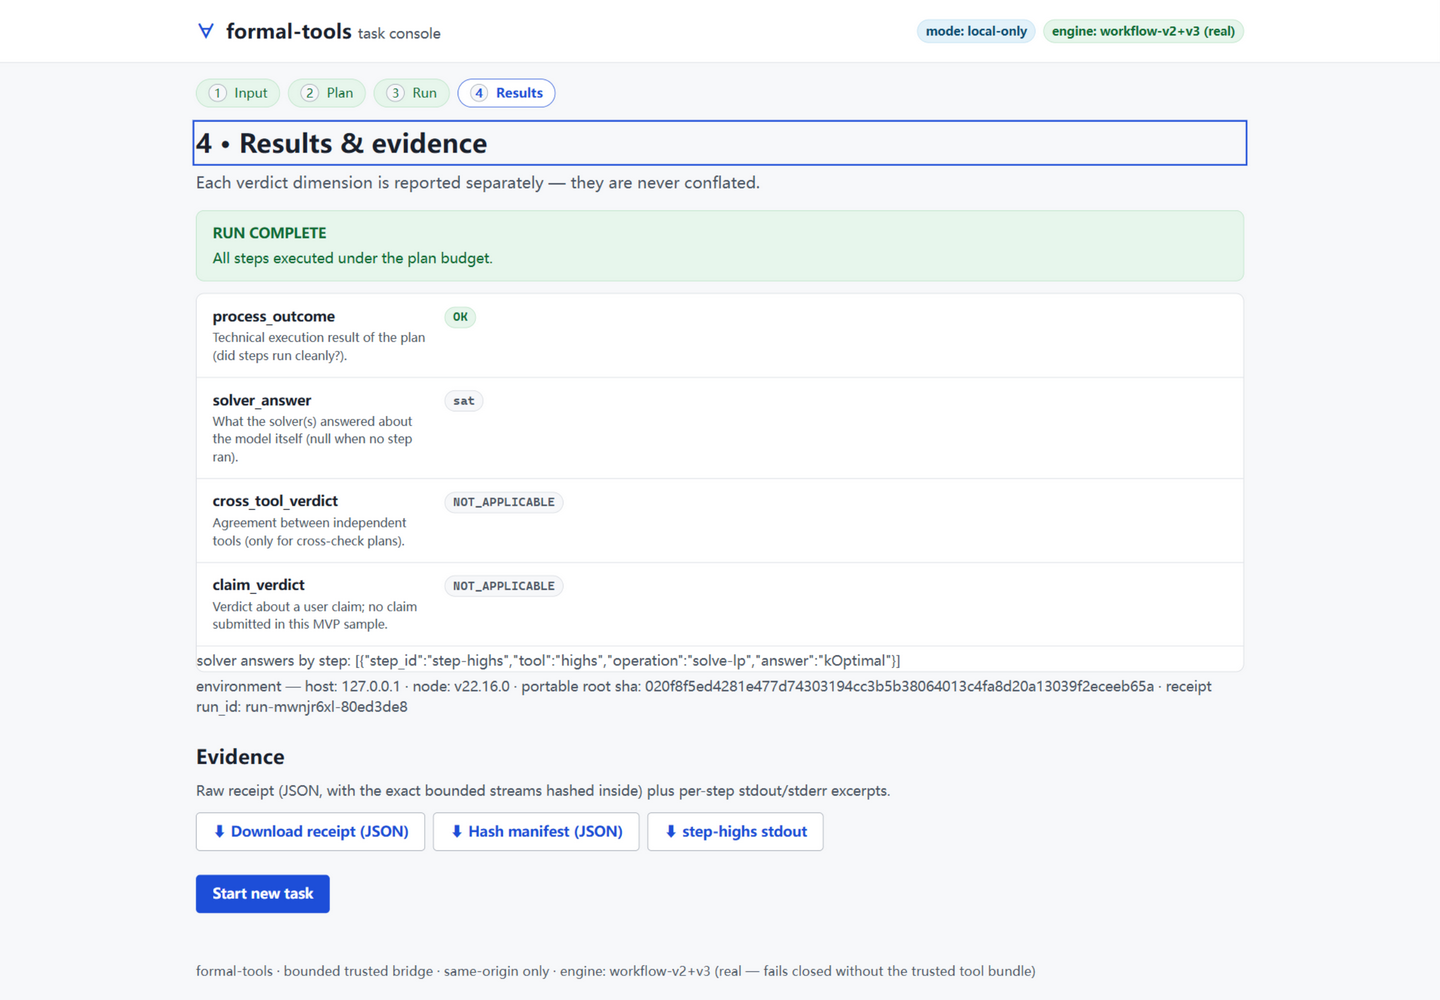 ∀ formal-tools task console
mode: local-only
engine: workflow-v2+v3 (real)
1 Input
2 Plan
3 Run
4 Results
4 • Results & evidence
Each verdict dimension is reported separately — they are never conflated.
RUN COMPLETE
All steps executed under the plan budget.
process_outcome
OK
Technical execution result of the plan
(did steps run cleanly?).
solver_answer
sat
What the solver(s) answered about
the model itself (null when no step
ran).
cross_tool_verdict
NOT_APPLICABLE
Agreement between independent
tools (only for cross-check plans).
claim_verdict
NOT_APPLICABLE
Verdict about a user claim; no claim
submitted in this MVP sample.
solver answers by step: [{"step_id":"step-highs","tool":"highs","operation":"solve-lp","answer":"kOptimal"}]
environment — host: 127.0.0.1 · node: v22.16.0 · portable root sha: 020f8f5ed4281e477d74303194cc3b5b38064013c4fa8d20a13039f2eceeb65a · receipt
run_id: run-mwnjr6xl-80ed3de8
Evidence
Raw receipt (JSON, with the exact bounded streams hashed inside) plus per-step stdout/stderr excerpts.
⬇ Download receipt (JSON)
⬇ Hash manifest (JSON)
⬇ step-highs stdout
Start new task
formal-tools · bounded trusted bridge · same-origin only · engine: workflow-v2+v3 (real — fails closed without the trusted tool bundle)